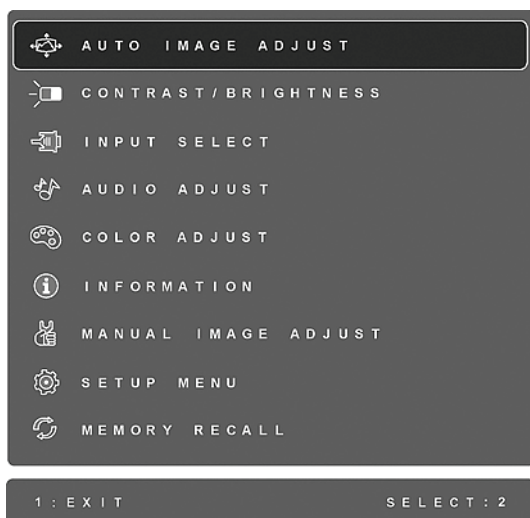 AUTO IMAGE ADJUST
CONTRAST/BRIGHTNESS
INPUT SELECT
AUDIO ADJUST
COLOR ADJUST
INFORMATION
MANUAL IMAGE ADJUST
SETUP MENU
MEMORY RECALL
1:EXIT SELECT:2